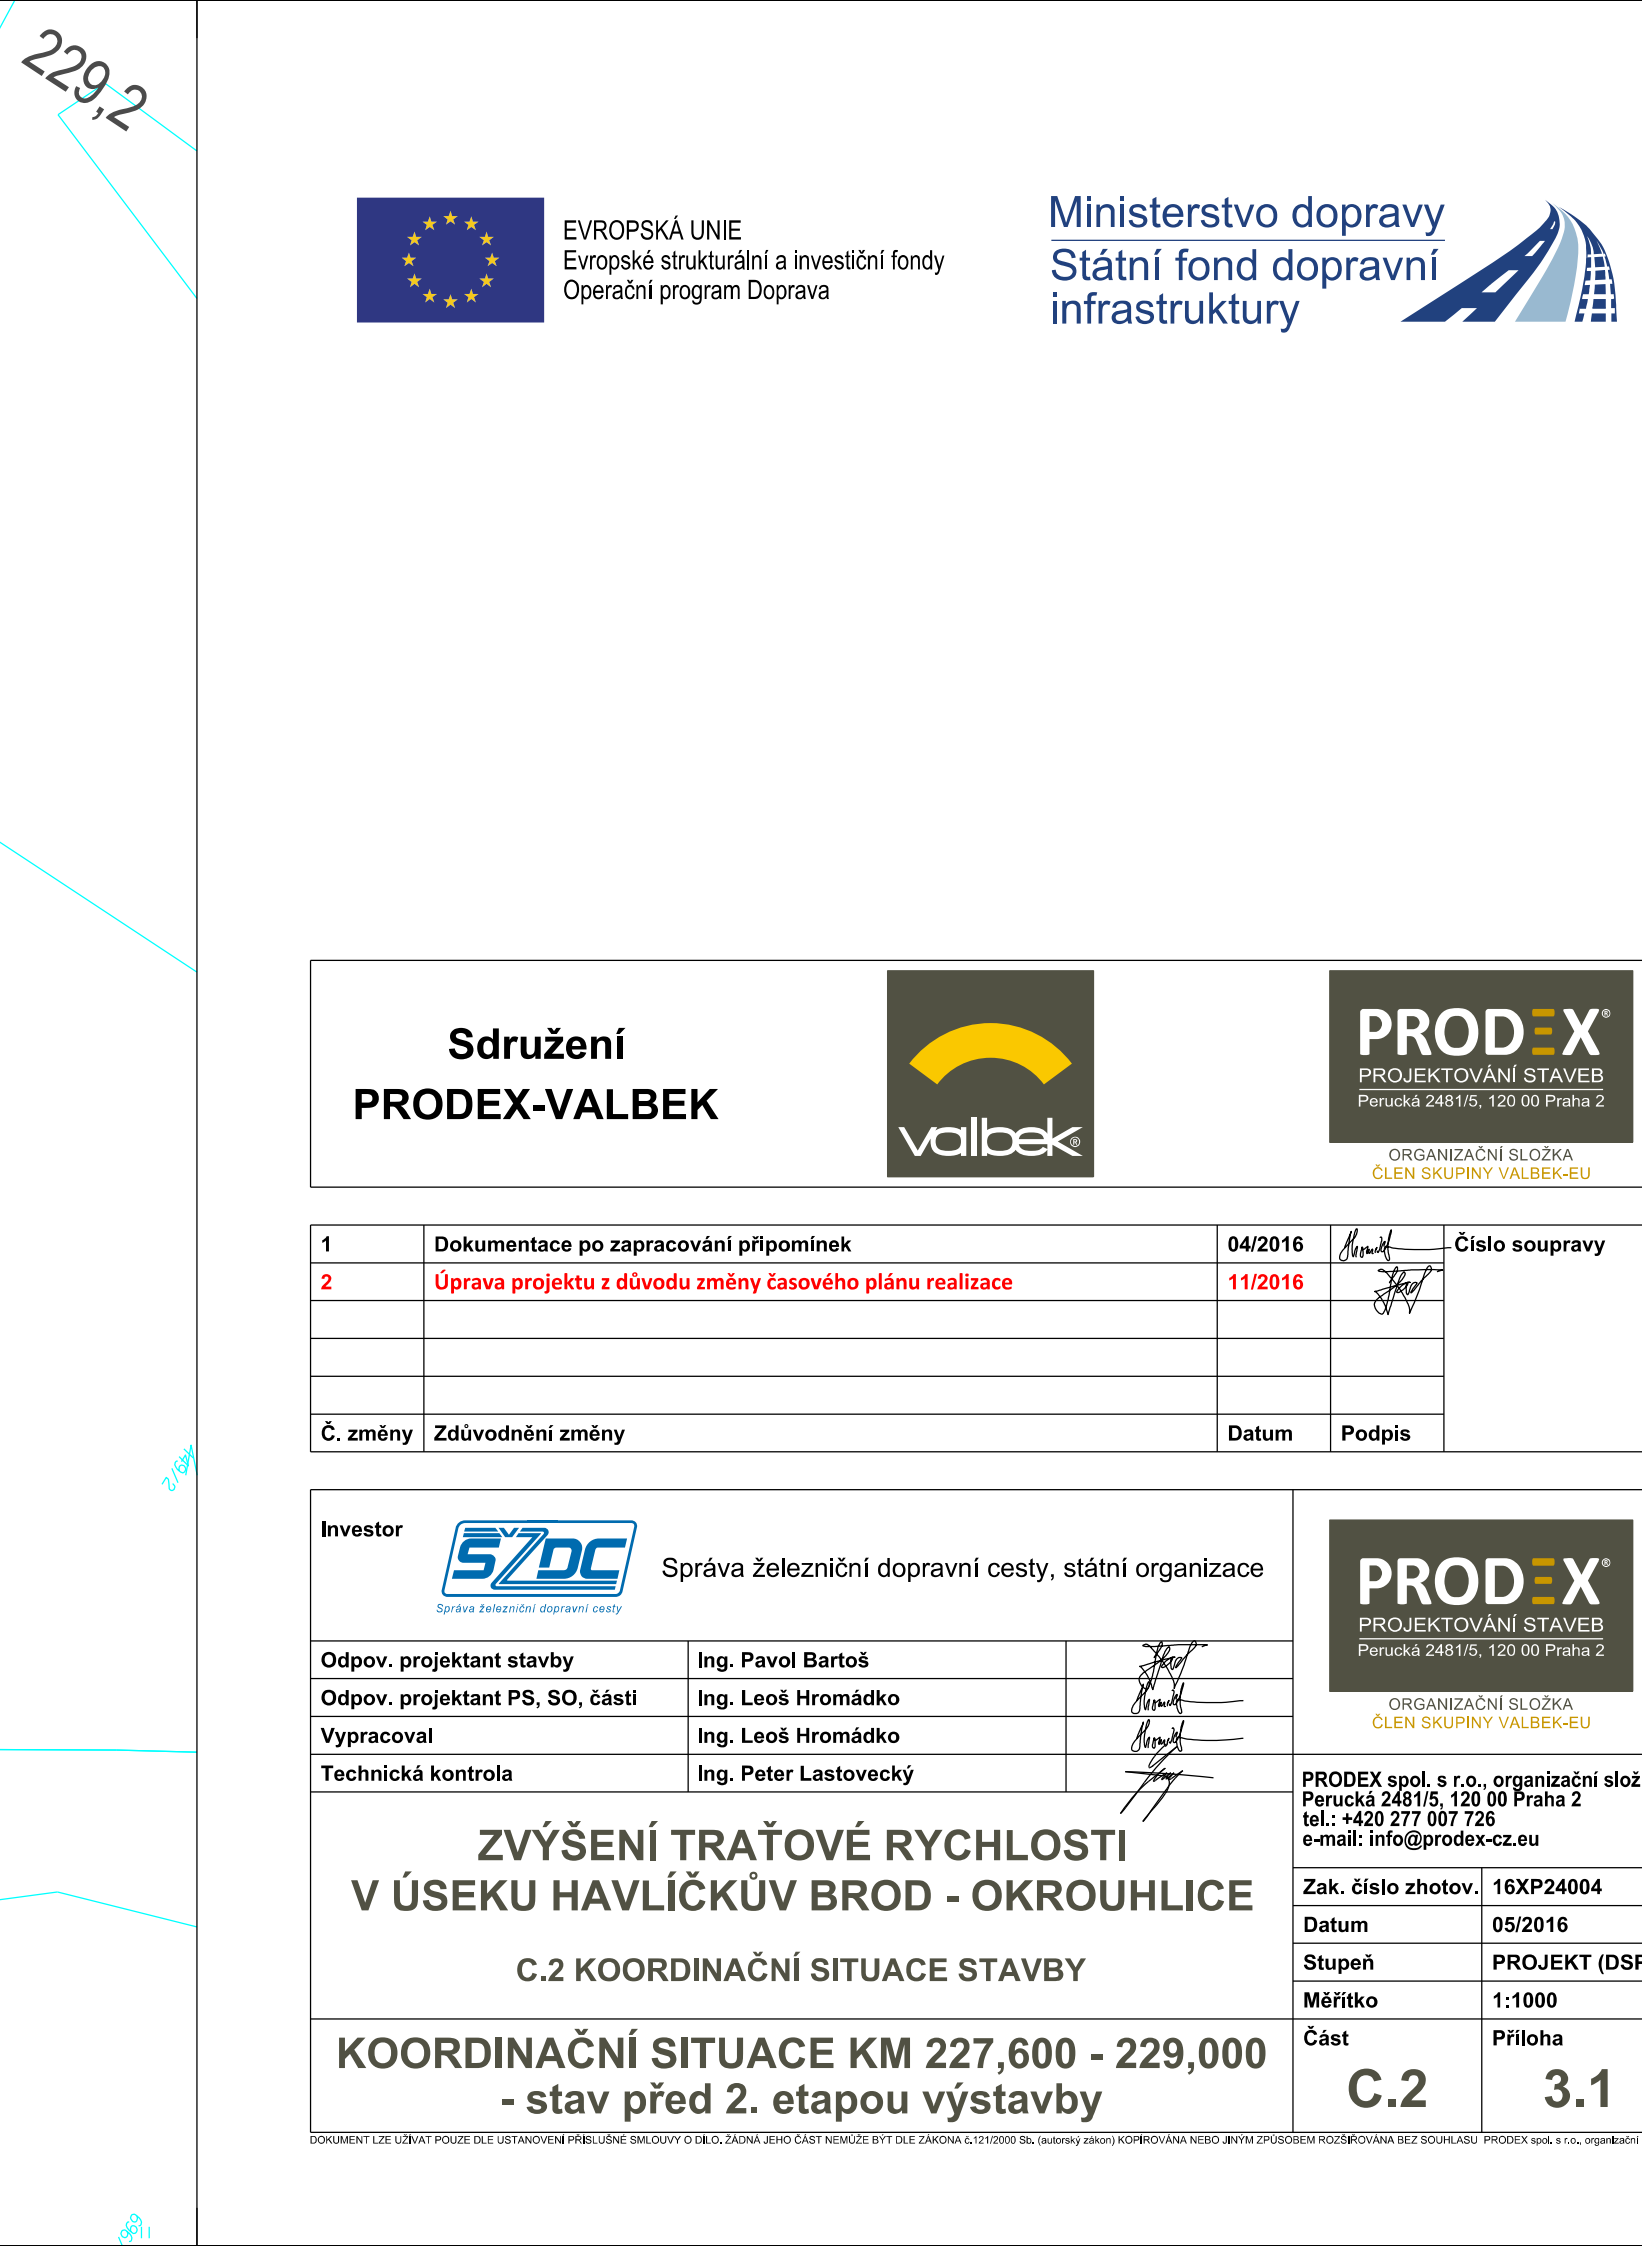 229,2
EVROPSKÁ UNIE
Evropské strukturální a investiční fondy
Operační program Doprava
Ministerstvo dopravy
Státní fond dopravní
infrastruktury
Sdružení
PRODEX-VALBEK
valbek®
PRODEX®
PROJEKTOVÁNÍ STAVEB
Perucká 2481/5, 120 00 Praha 2
ORGANIZAČNÍ SLOŽKA
ČLEN SKUPINY VALBEK-EU
1 Dokumentace po zapracování připomínek 04/2016 Číslo soupravy
2 Úprava projektu z důvodu změny časového plánu realizace 11/2016
Č. změny Zdůvodnění změny Datum Podpis
Investor
SŽDC
Správa železniční dopravní cesty
Správa železniční dopravní cesty, státní organizace
PRODEX®
PROJEKTOVÁNÍ STAVEB
Perucká 2481/5, 120 00 Praha 2
ORGANIZAČNÍ SLOŽKA
ČLEN SKUPINY VALBEK-EU
Odpov. projektant stavby Ing. Pavol Bartoš
Odpov. projektant PS, SO, části Ing. Leoš Hromádko
Vypracoval Ing. Leoš Hromádko
Technická kontrola Ing. Peter Lastovecký
PRODEX spol. s r.o., organizační slož
Perucká 2481/5, 120 00 Praha 2
tel.: +420 277 007 726
e-mail: info@prodex-cz.eu
ZVÝŠENÍ TRAŤOVÉ RYCHLOSTI
V ÚSEKU HAVLÍČKŮV BROD - OKROUHLICE
C.2 KOORDINAČNÍ SITUACE STAVBY
Zak. číslo zhotov. 16XP24004
Datum 05/2016
Stupeň PROJEKT (DSP
Měřítko 1:1000
KOORDINAČNÍ SITUACE KM 227,600 - 229,000
- stav před 2. etapou výstavby
Část
C.2
Příloha
3.1
DOKUMENT LZE UŽÍVAT POUZE DLE USTANOVENÍ PŘÍSLUŠNÉ SMLOUVY O DÍLO. ŽÁDNÁ JEHO ČÁST NEMŮŽE BÝT DLE ZÁKONA č.121/2000 Sb. (autorský zákon) KOPÍROVÁNA NEBO JINÝM ZPŮSOBEM ROZŠIŘOVÁNA BEZ SOUHLASU PRODEX spol. s r.o., organizační